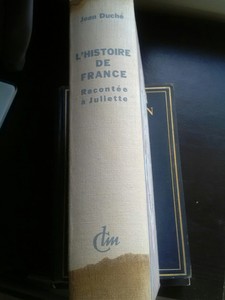 Jean Duché
L'HISTOIRE
DE
FRANCE
Racontée
à Juliette